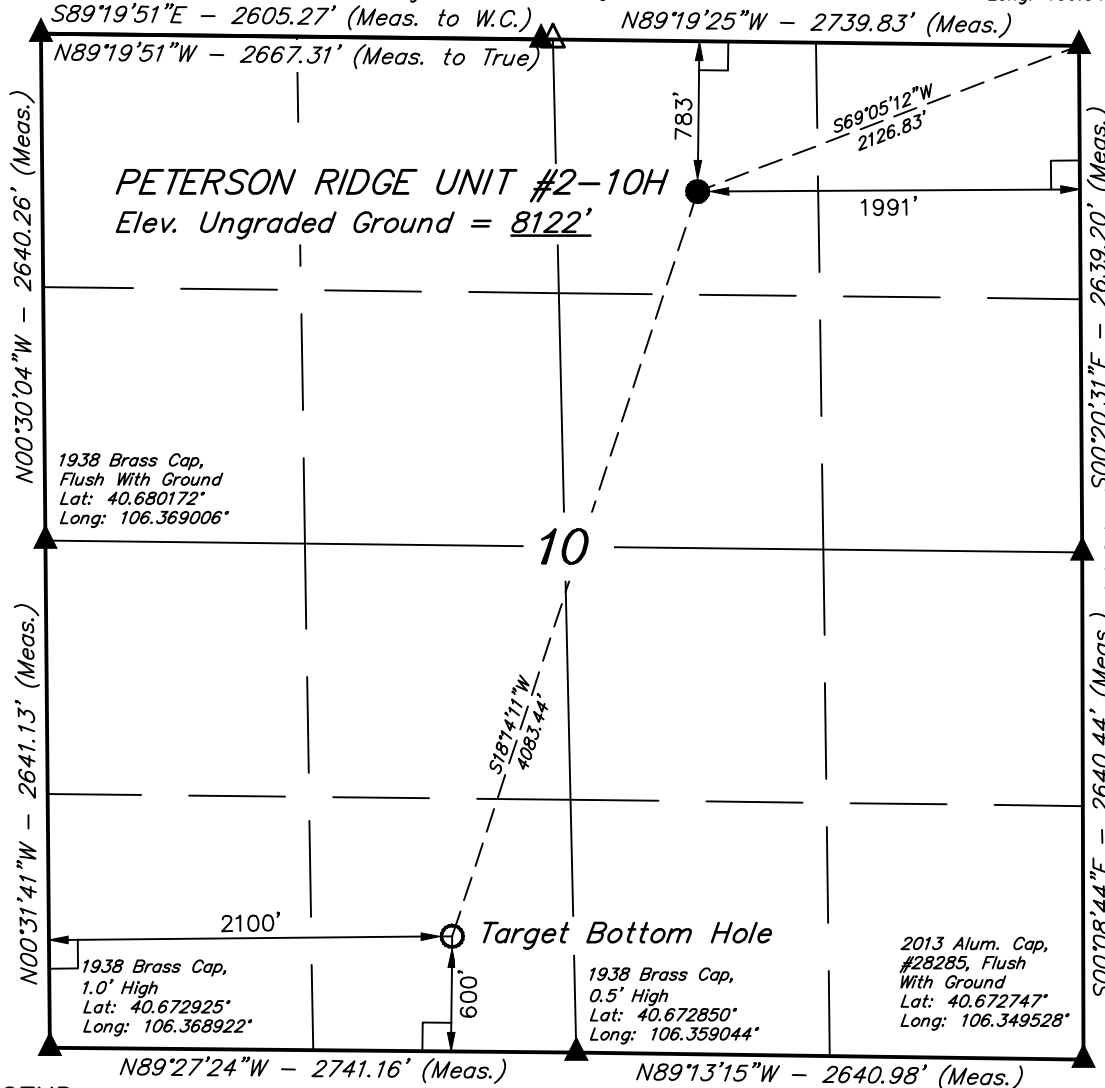 S89°19'51"E – 2605.27' (Meas. to W.C.)
N89°19'25"W – 2739.83' (Meas.)
N89°19'51"W – 2667.31' (Meas. to True)
783'
S69°05'12"W
2126.83'
PETERSON RIDGE UNIT #2–10H
Elev. Ungraded Ground = 8122'
1991'
N00°30'04"W – 2640.26' (Meas.)
S00°20'31"E – 2639.20' (Meas.)
1938 Brass Cap,
Flush With Ground
Lat: 40.680172°
Long: 106.369006°
10
S18°14'11"W
4083.44'
N00°31'41"W – 2641.13' (Meas.)
S00°08'44"E – 2640.44' (Meas.)
2100'
Target Bottom Hole
600'
1938 Brass Cap,
1.0' High
Lat: 40.672925°
Long: 106.368922°
1938 Brass Cap,
0.5' High
Lat: 40.672850°
Long: 106.359044°
2013 Alum. Cap,
#28285, Flush
With Ground
Lat: 40.672747°
Long: 106.349528°
N89°27'24"W – 2741.16' (Meas.)
N89°13'15"W – 2640.98' (Meas.)